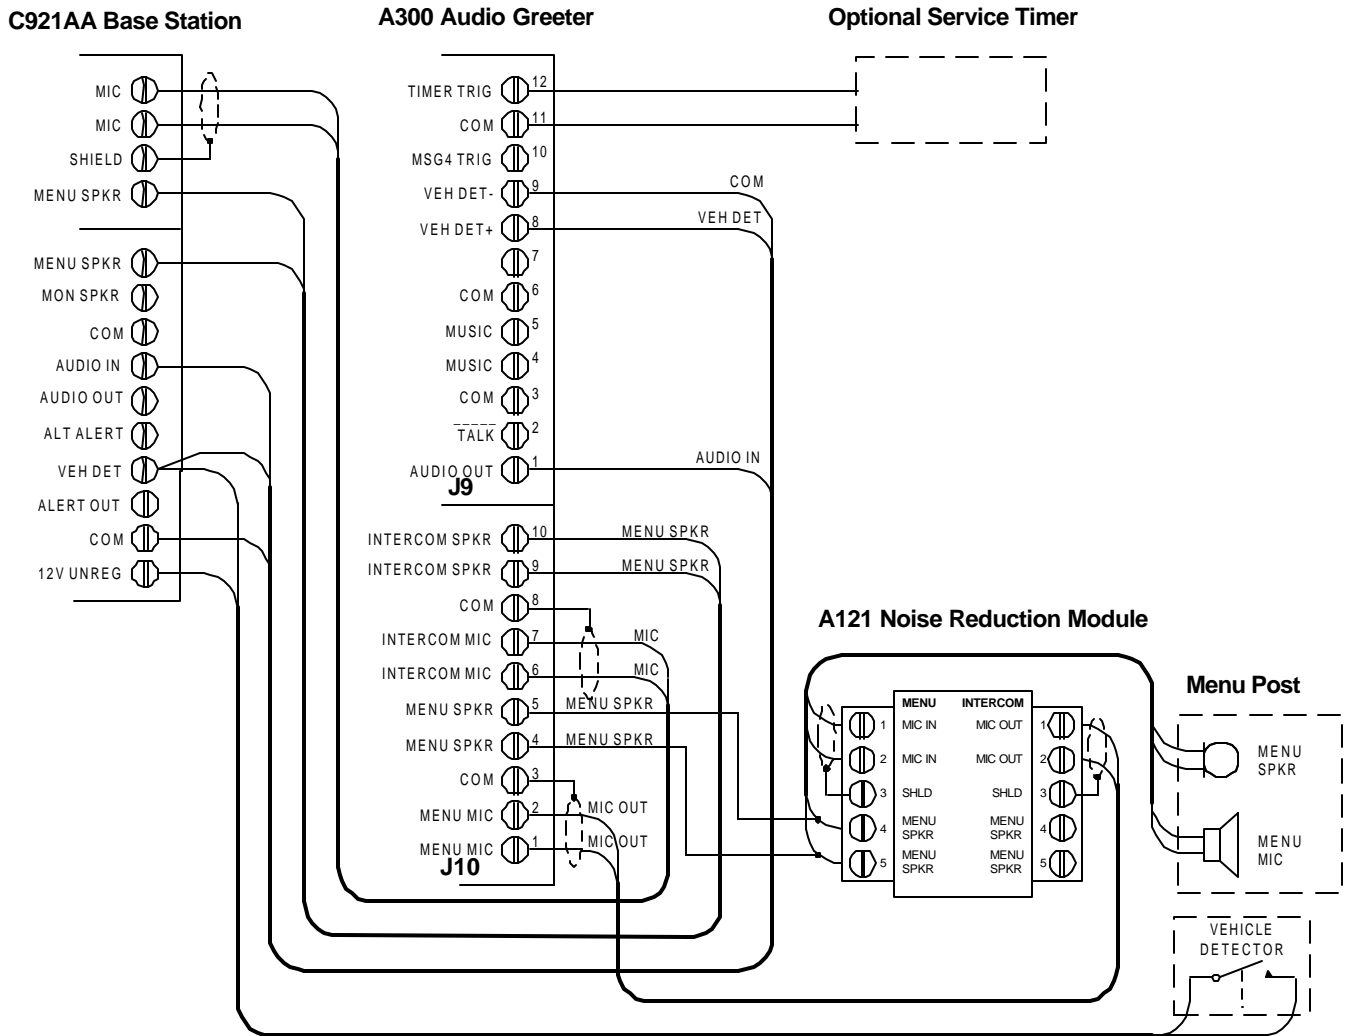 C921AA Base Station
MIC
MIC
SHIELD
MENU SPKR
MENU SPKR
MON SPKR
COM
AUDIO IN
AUDIO OUT
ALT ALERT
VEH DET
ALERT OUT
COM
12V UNREG
A300 Audio Greeter
TIMER TRIG 12
COM 11
MSG4 TRIG 10
VEH DET- 9 COM
VEH DET+ 8 VEH DET
7
COM 6
MUSIC 5
MUSIC 4
COM 3
TALK 2
AUDIO OUT 1 AUDIO IN
J9
INTERCOM SPKR 10 MENU SPKR
INTERCOM SPKR 9 MENU SPKR
COM 8
INTERCOM MIC 7 MIC
INTERCOM MIC 6 MIC
MENU SPKR 5 MENU SPKR
MENU SPKR 4 MENU SPKR
COM 3
MENU MIC 2 MIC OUT
MENU MIC 1 MIC OUT
J10
Optional Service Timer
A121 Noise Reduction Module
MENU INTERCOM
1 MIC IN MIC OUT 1
2 MIC IN MIC OUT 2
3 SHLD SHLD 3
4 MENU SPKR MENU SPKR 4
5 MENU SPKR MENU SPKR 5
Menu Post
MENU
SPKR
MENU
MIC
VEHICLE
DETECTOR